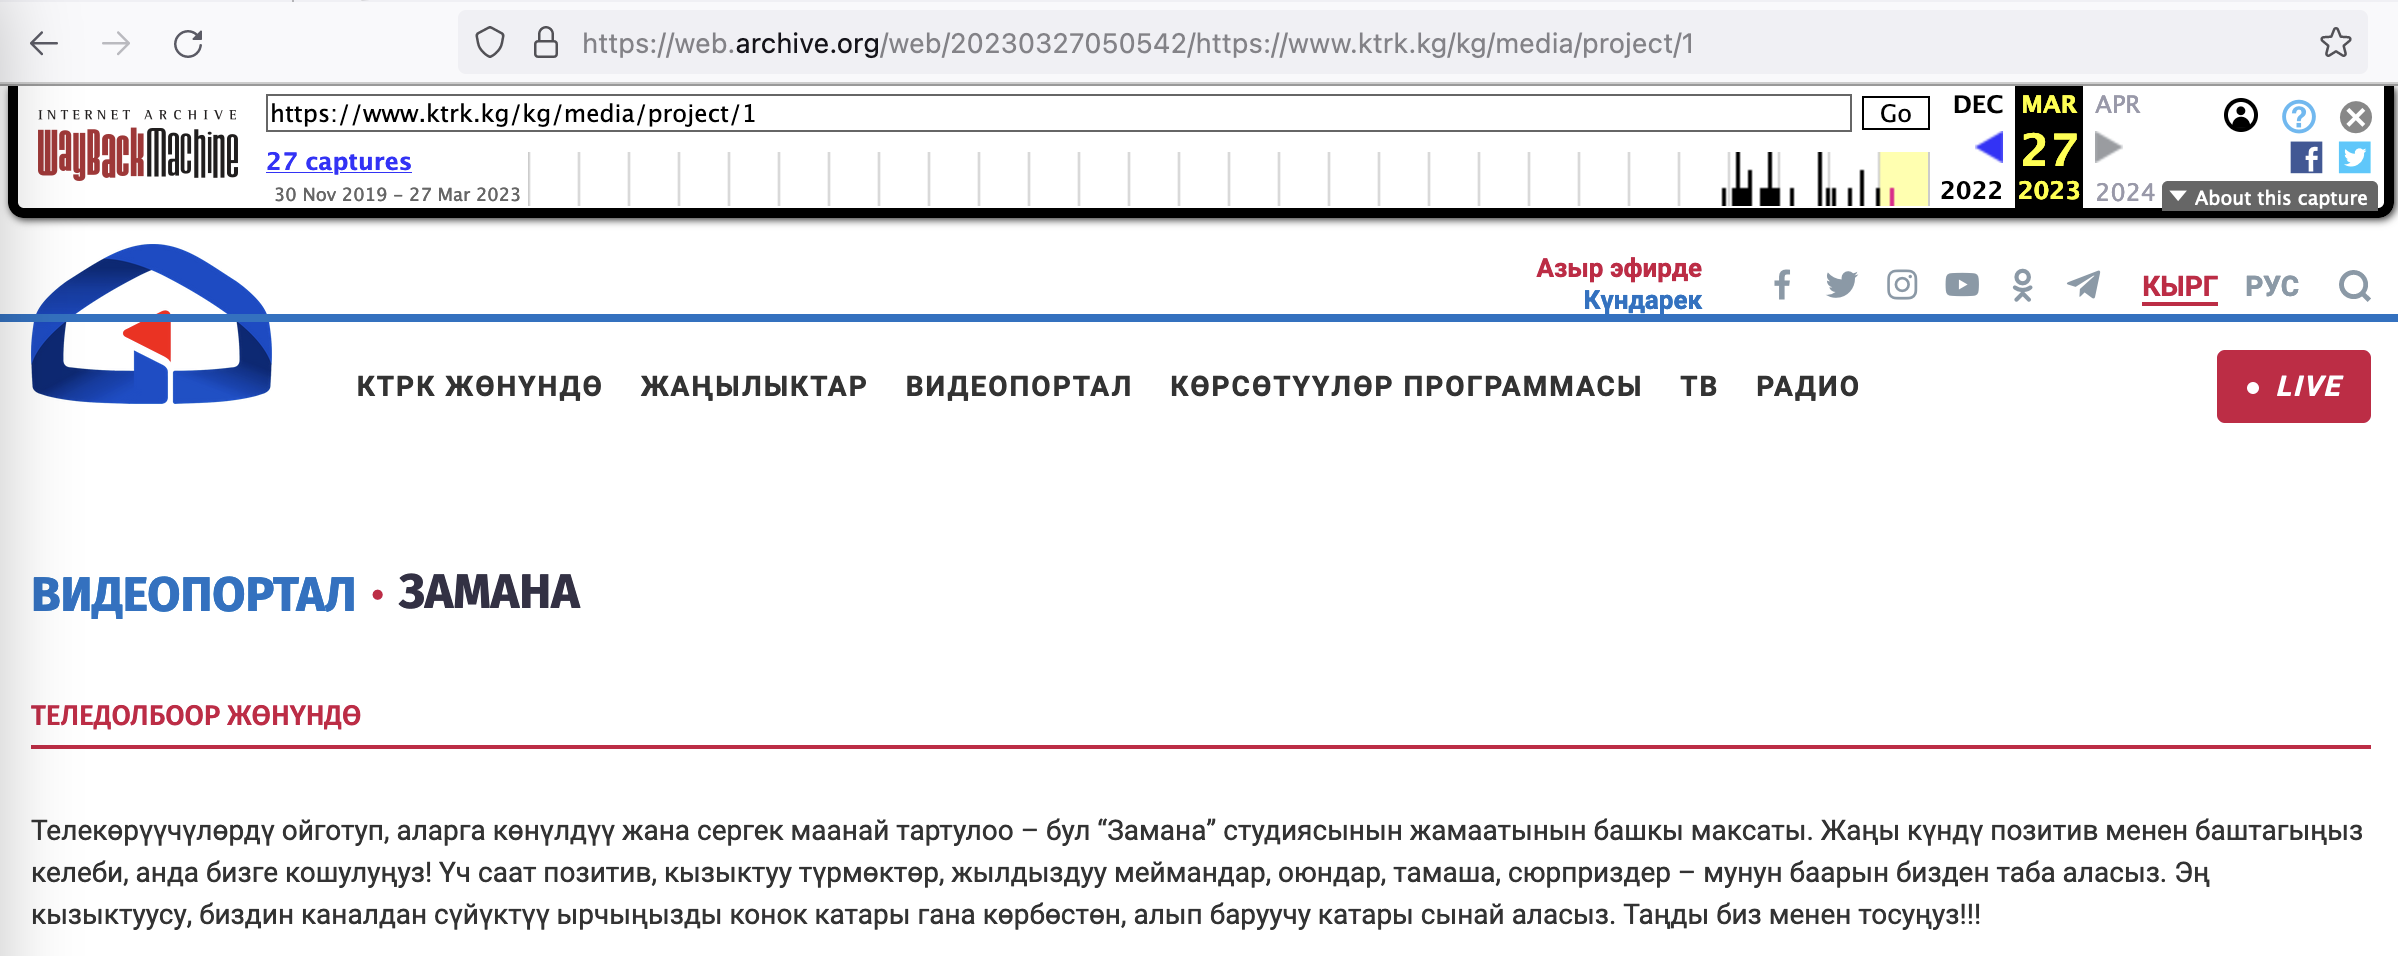 https://web.archive.org/web/20230327050542/https://www.ktrk.kg/kg/media/project/1
INTERNET ARCHIVE
WayBackMachine
https://www.ktrk.kg/kg/media/project/1
Go
27 captures
30 Nov 2019 – 27 Mar 2023
DEC MAR APR
27
2022 2023 2024
About this capture
Азыр эфирде
Күндарек
КЫРГ РУС
КТРК ЖӨНҮНДӨ ЖАҢЫЛЫКТАР ВИДЕОПОРТАЛ КӨРСӨТҮҮЛӨР ПРОГРАММАСЫ ТВ РАДИО
• LIVE
ВИДЕОПОРТАЛ • ЗАМАНА
ТЕЛЕДОЛБООР ЖӨНҮНДӨ
Телекөрүүчүлөрдү ойготуп, аларга көнүлдүү жана сергек маанай тартулоо – бул “Замана” студиясынын жамаатынын башкы максаты. Жаңы күндү позитив менен баштагыңыз
келеби, анда бизге кошулуңуз! Үч саат позитив, кызыктуу түрмөктөр, жылдыздуу меймандар, оюндар, тамаша, сюрприздер – мунун баарын бизден таба аласыз. Эң
кызыктуусу, биздин каналдан сүйүктүү ырчыңызды конок катары гана көрбөстөн, алып баруучу катары сынай аласыз. Таңды биз менен тосуңуз!!!